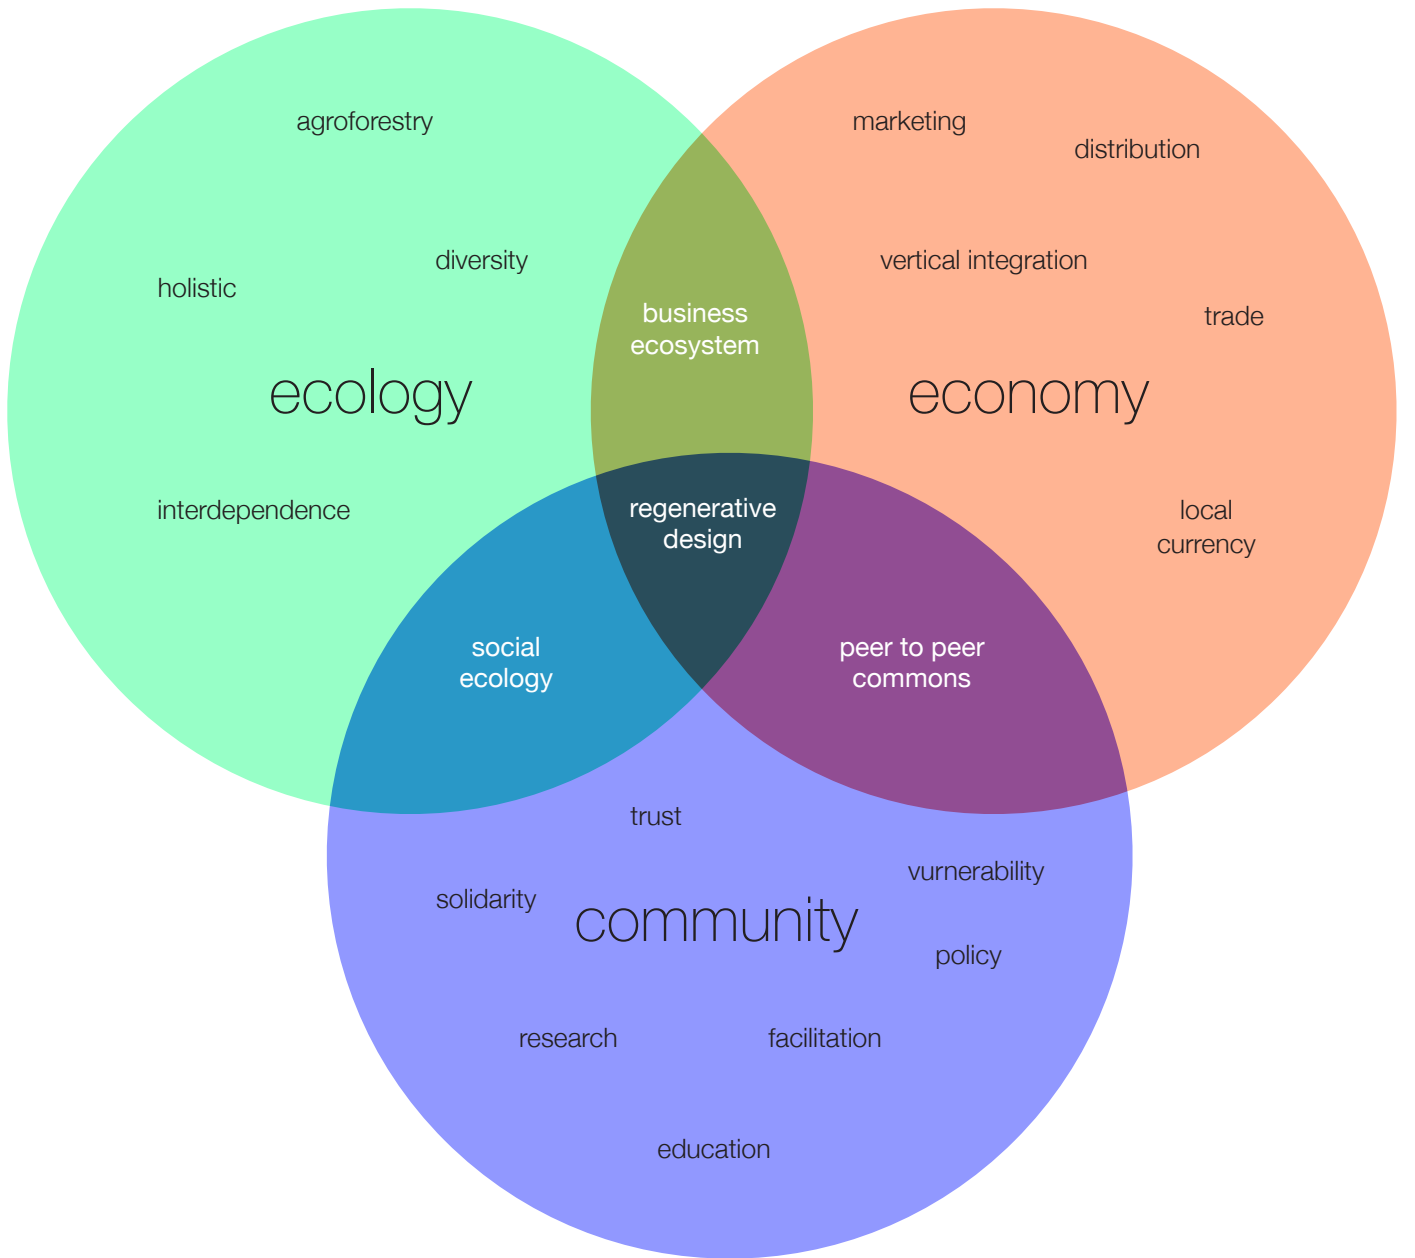 agroforestry
marketing
distribution
diversity
vertical integration
holistic
business
ecosystem
trade
ecology
economy
interdependence
regenerative
design
local
currency
social
ecology
peer to peer
commons
trust
vurnerability
solidarity
community
policy
research
facilitation
education